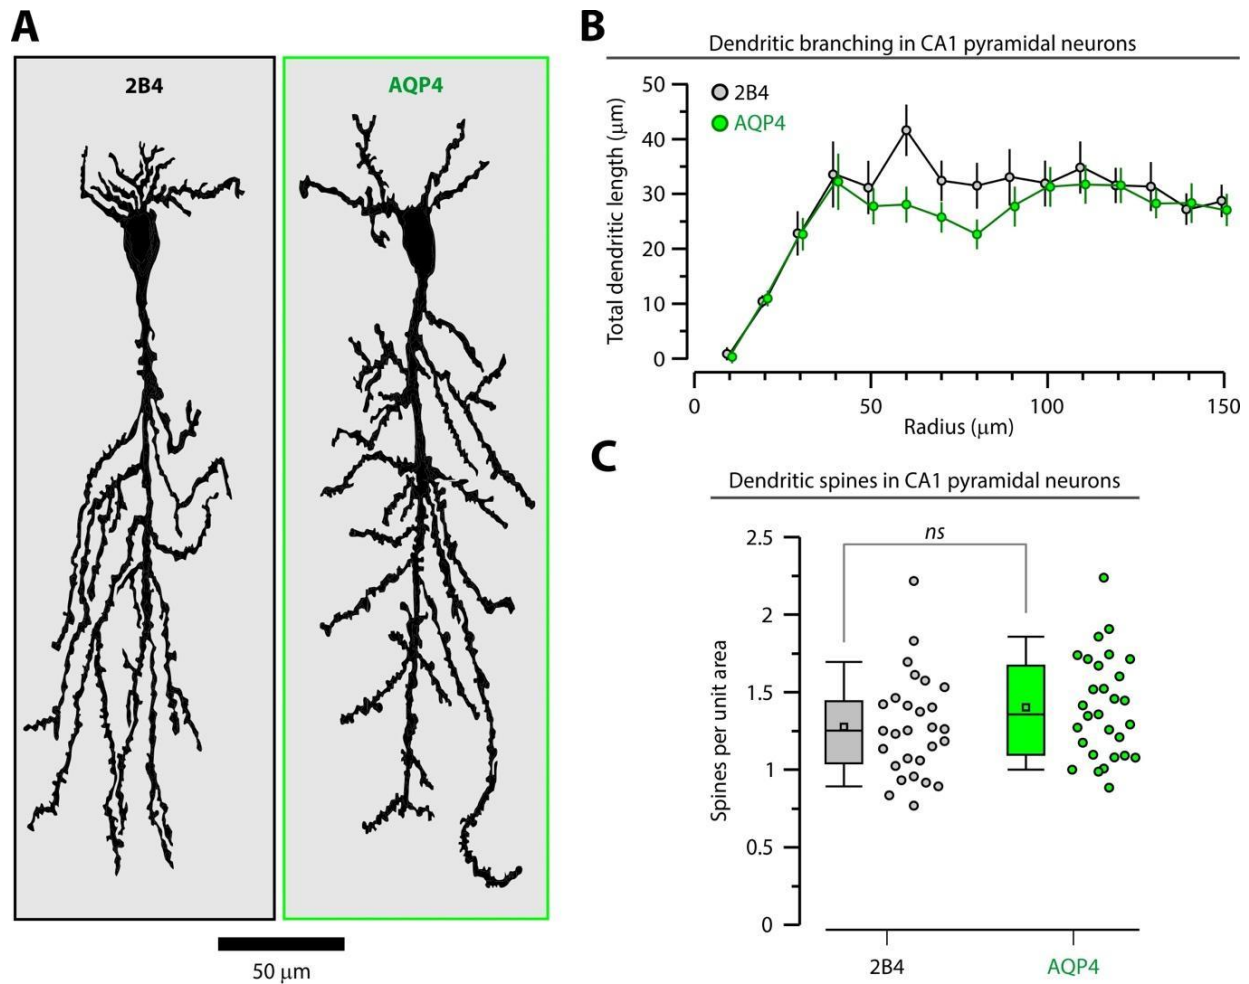 A
2B4
AQP4
50 μm
B
Dendritic branching in CA1 pyramidal neurons
2B4
AQP4
Total dendritic length (μm)
50
40
30
20
10
0
0
50
100
150
Radius (μm)
C
Dendritic spines in CA1 pyramidal neurons
ns
Spines per unit area
2.5
2
1.5
1
0.5
0
2B4
AQP4